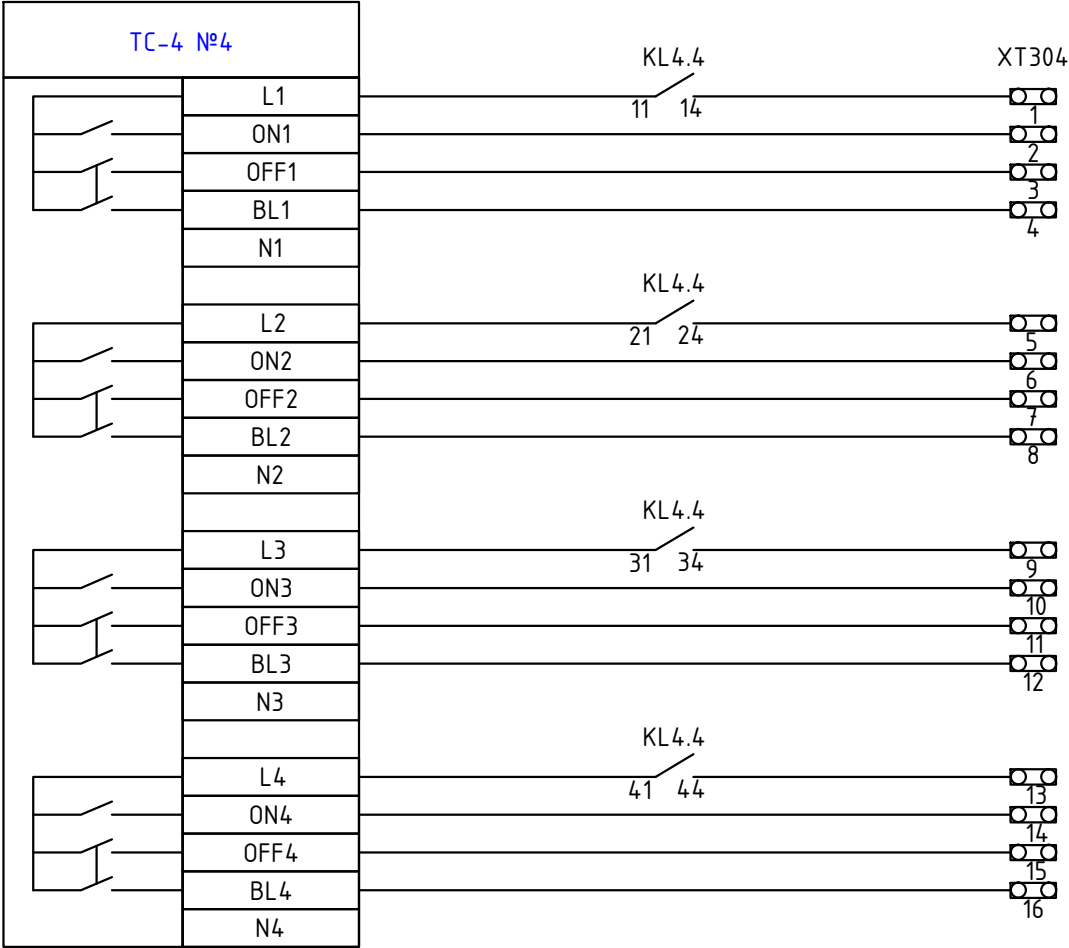 TC-4 №4
KL4.4
XT304
L1
11 14
1
ON1
2
OFF1
3
BL1
4
N1
KL4.4
L2
21 24
5
ON2
6
OFF2
7
BL2
8
N2
KL4.4
L3
31 34
9
ON3
10
OFF3
11
BL3
12
N3
KL4.4
L4
41 44
13
ON4
14
OFF4
15
BL4
16
N4